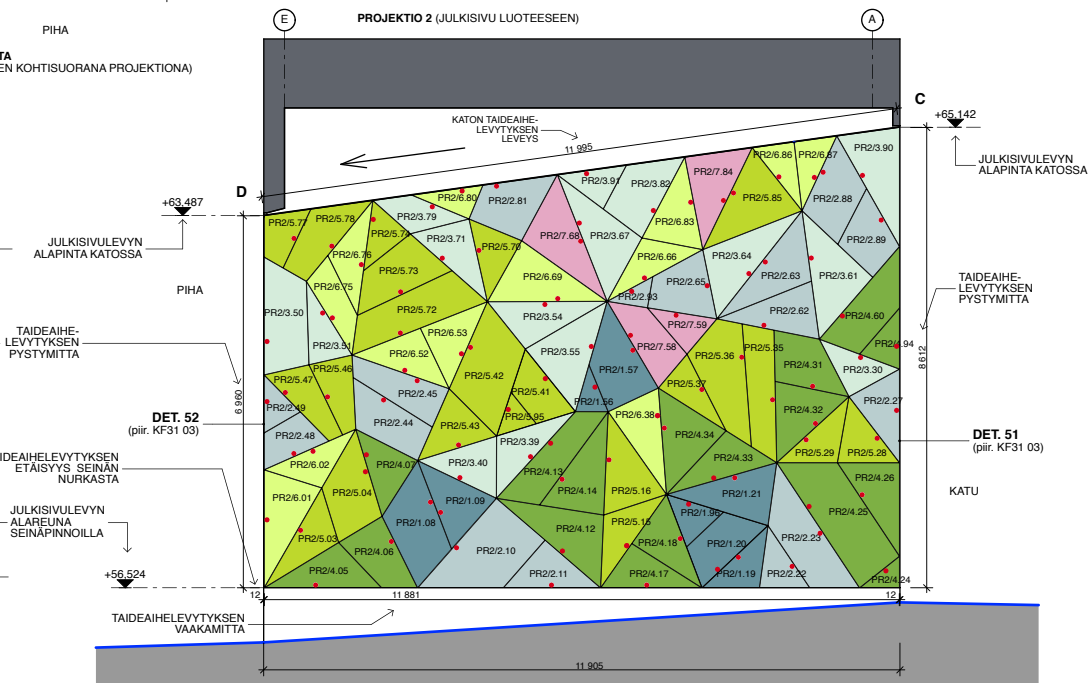 E
PROJEKTIO 2 (JULKISIVU LUOTEESEEN)
A
PIHA
TA
EN KOHTISUORANA PROJEKTIONA)
C
+65.142
KATON TAIDEAIHE-
LEVYTYKSEN
LEVEYS
11 995
JULKISIVULEVYN
ALAPINTA KATOSSA
D
+63.487
JULKISIVULEVYN
ALAPINTA KATOSSA
PIHA
TAIDEAIHE-
LEVYTYKSEN
PYSTYMITTA
6 960
DET. 52
(piir. KF31 03)
TAIDEAIHELEVYTYKSEN
ETÄISYYS SEINÄN
NURKASTA
JULKISIVULEVYN
ALAREUNA
SEINÄPINNOILLA
+56,524
TAIDEAIHE-
LEVYTYKSEN
PYSTYMITTA
8 612
DET. 51
(piir. KF31 03)
KATU
PR2/6.86
PR2/6.87
PR2/3.90
PR2/7.84
PR2/3.91
PR2/3.82
PR2/5.85
PR2/2.88
PR2/6.80
PR2/2.81
PR2/5.77
PR2/5.78
PR2/3.79
PR2/6.83
PR2/5.74
PR2/3.71
PR2/5.70
PR2/7.68
PR2/3.67
PR2/2.89
PR2/6.76
PR2/5.73
PR2/6.69
PR2/6.66
PR2/3.64
PR2/2.63
PR2/3.61
PR2/6.75
PR2/2.65
PR2/2.93
PR2/3.50
PR2/5.72
PR2/3.54
PR2/7.59
PR2/2.62
PR2/4.60
PR2/3.51
PR2/6.52
PR2/6.53
PR2/3.55
PR2/7.58
PR2/5.36
PR2/5.35
PR2/4.94
PR2/5.47
PR2/5.46
PR2/5.42
PR2/1.57
PR2/4.31
PR2/3.30
PR2/2.49
PR2/2.45
PR2/5.41
PR2/1.56
PR2/5.37
PR2/2.27
PR2/2.48
PR2/2.44
PR2/5.43
PR2/5.95
PR2/6.38
PR2/4.32
PR2/4.34
PR2/3.39
PR2/5.29
PR2/5.28
PR2/6.02
PR2/4.07
PR2/3.40
PR2/4.13
PR2/4.33
PR2/6.01
PR2/5.04
PR2/1.09
PR2/4.14
PR2/5.16
PR2/1.21
PR2/4.26
PR2/1.08
PR2/4.12
PR2/5.15
PR2/1.96
PR2/4.25
PR2/5.03
PR2/4.06
PR2/2.10
PR2/4.18
PR2/1.20
PR2/2.23
PR2/4.05
PR2/2.11
PR2/4.17
PR2/1.19
PR2/2.22
PR2/4.24
12
11 881
12
TAIDEAIHELEVYTYKSEN
VAAKAMITTA
11 905